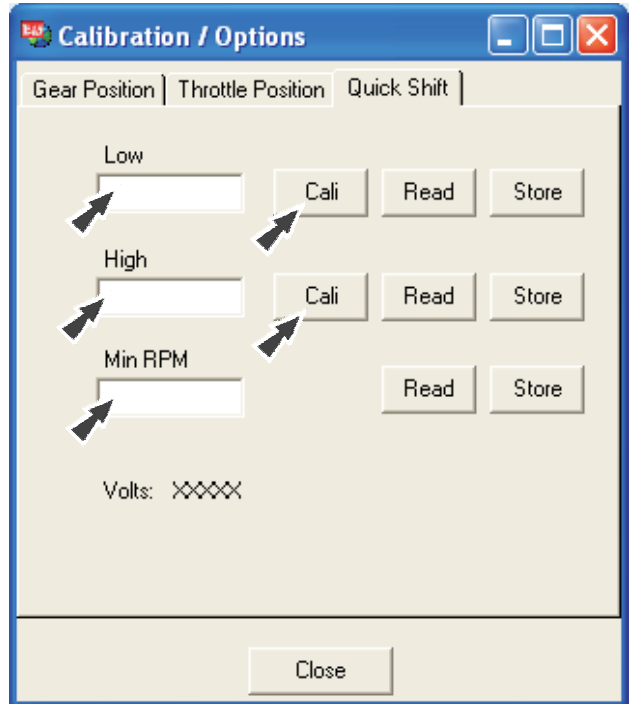 Calibration / Options
Gear Position Throttle Position Quick Shift
Low
Cali Read Store
High
Cali Read Store
Min RPM
Read Store
Volts: XXXXX
Close